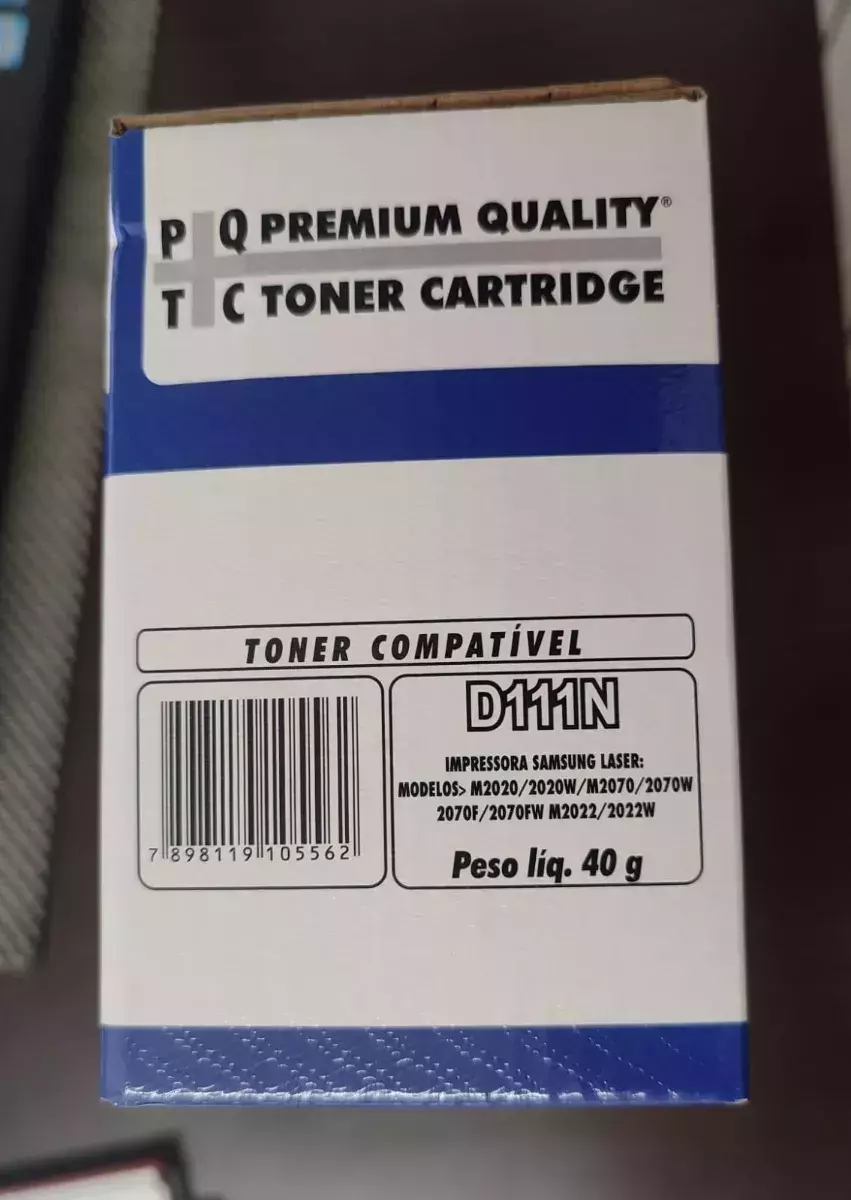 P Q PREMIUM QUALITY®
T C TONER CARTRIDGE
TONER COMPATÍVEL
D111N
IMPRESSORA SAMSUNG LASER:
MODELOS> M2020/2020W/M2070/2070W
2070F/2070FW M2022/2022W
Peso líq. 40 g
7 898119 105562